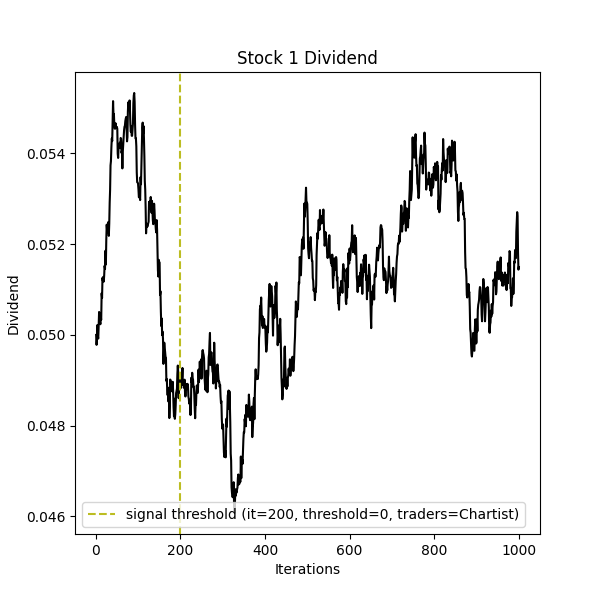 Stock 1 Dividend
0.054
0.052
0.050
0.048
0.046
Dividend
signal threshold (it=200, threshold=0, traders=Chartist)
0
200
400
600
800
1000
Iterations